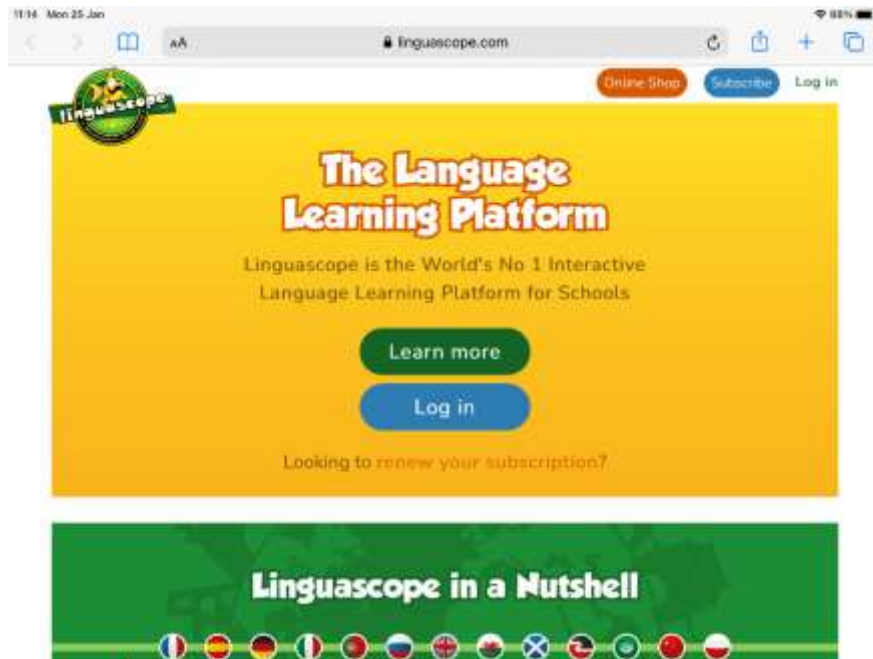 11:14 Mon 25 Jan
88%
AA
linguascope.com
linguascope
Online Shop
Subscribe
Log in
The Language
Learning Platform
Linguascope is the World's No 1 Interactive
Language Learning Platform for Schools
Learn more
Log in
Looking to renew your subscription?
Linguascope in a Nutshell